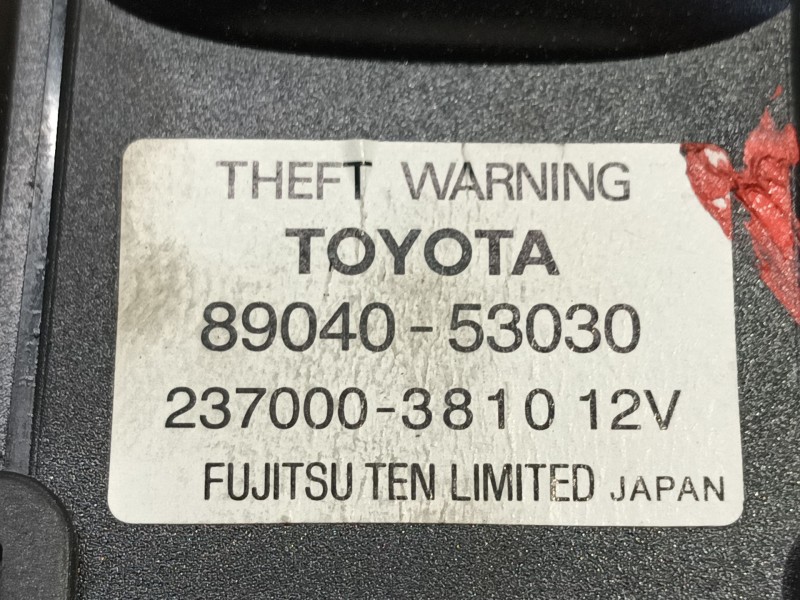 THEFT WARNING
TOYOTA
89040-53030
237000-3810 12V
FUJITSU TEN LIMITED JAPAN